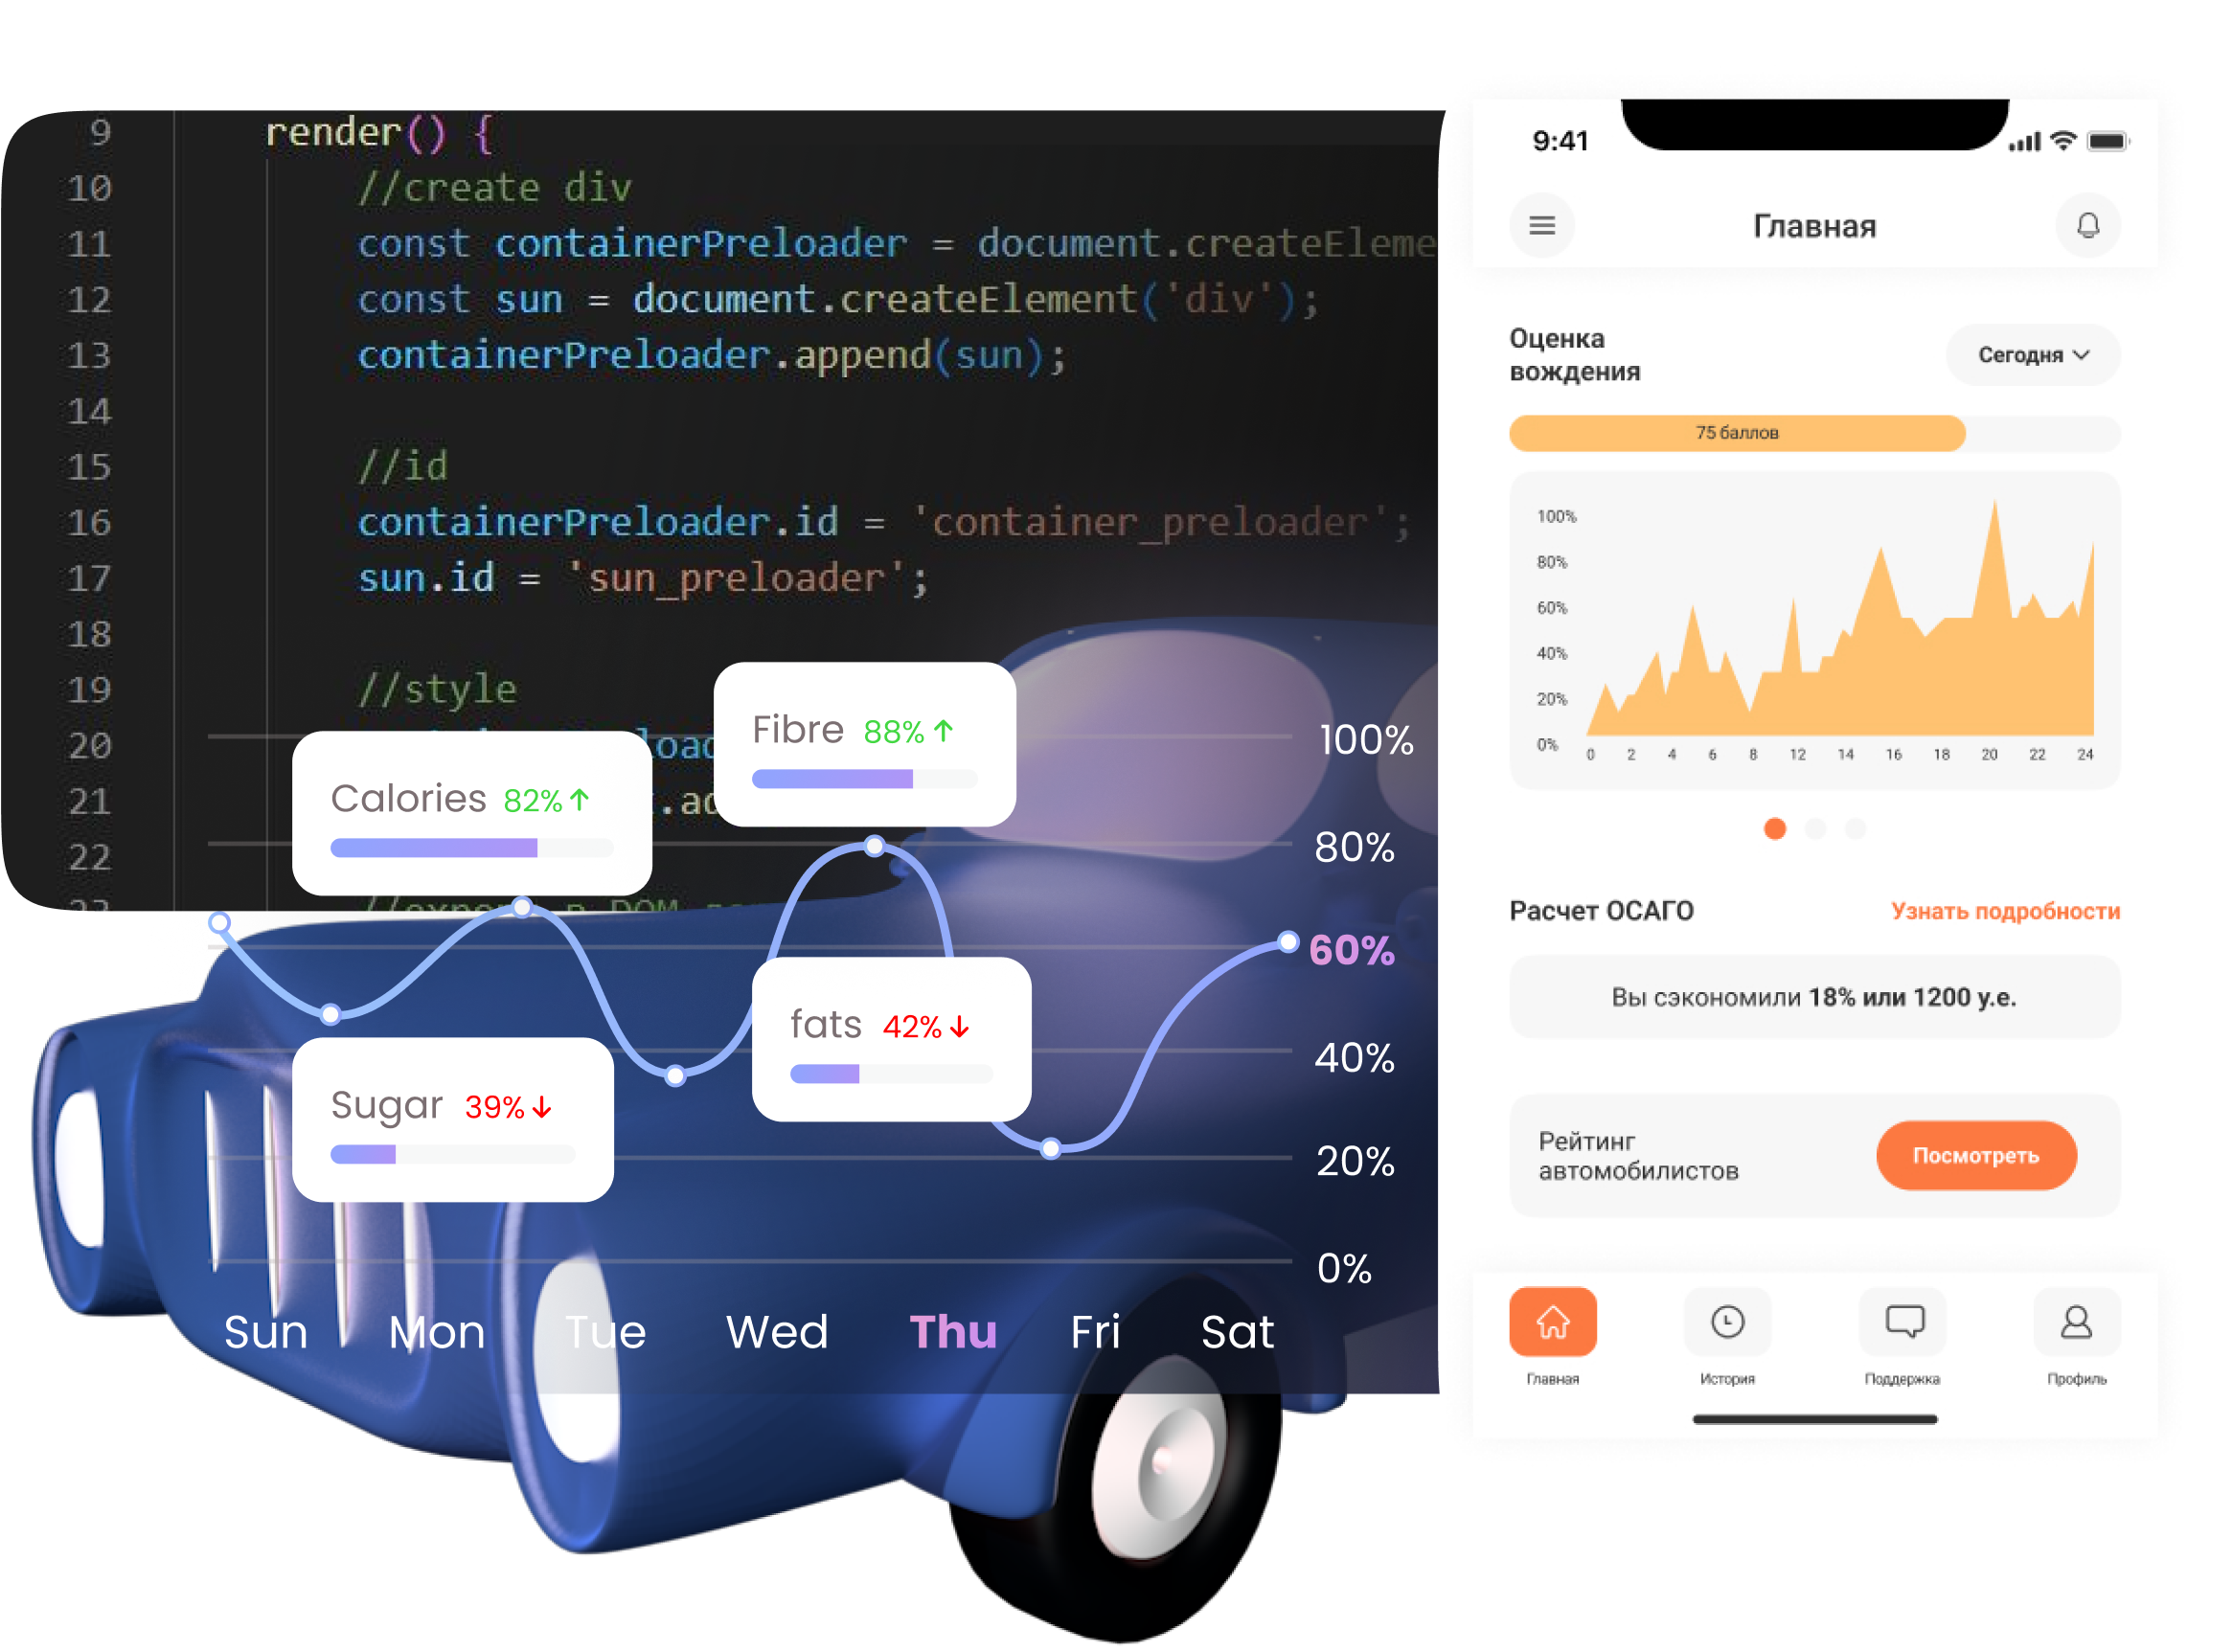 9 render() {
10 //create div
11 const containerPreloader = document.createEleme
12 const sun = document.createElement('div');
13 containerPreloader.append(sun);
14
15 //id
16 containerPreloader.id = 'container_preloader';
17 sun.id = 'sun_preloader';
18
19 //style
20
21 .ac
22
Fibre 88% ↑
Calories 82% ↑
fats 42% ↓
Sugar 39% ↓
100%
80%
60%
40%
20%
0%
Sun Mon Tue Wed Thu Fri Sat
9:41
Главная
Оценка
вождения
Сегодня
75 баллов
100%
80%
60%
40%
20%
0%
0 2 4 6 8 12 14 16 18 20 22 24
Расчет ОСАГО
Узнать подробности
Вы сэкономили 18% или 1200 у.е.
Рейтинг
автомобилистов
Посмотреть
Главная История Поддержка Профиль